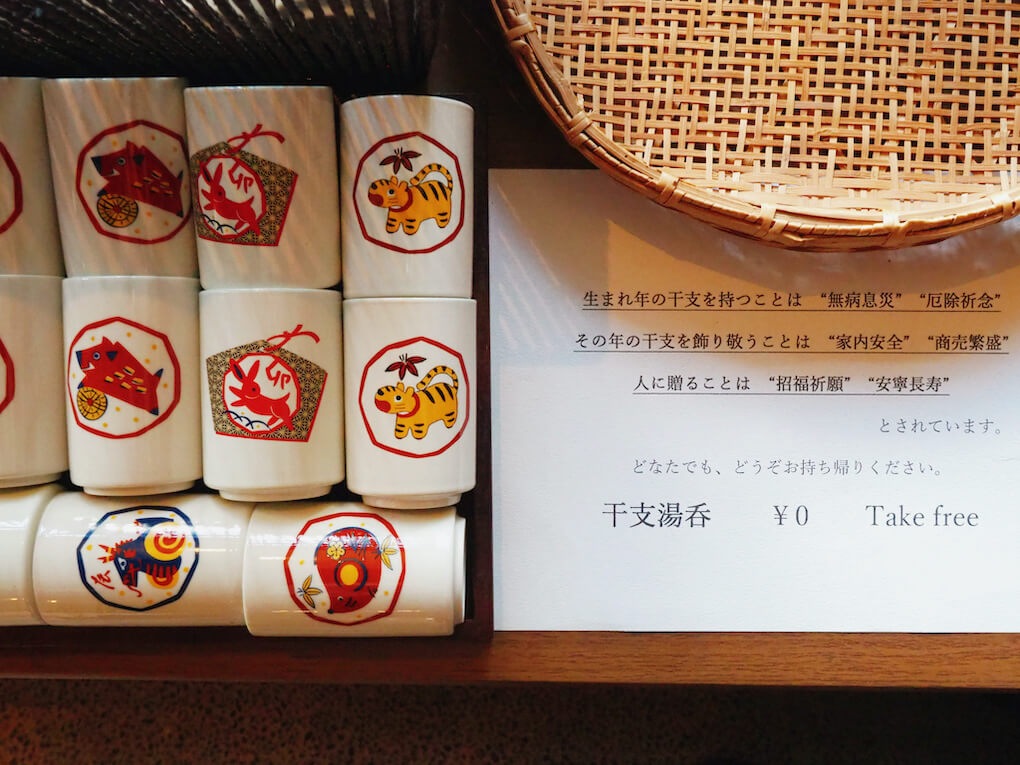 卯
卯
辰
生まれ年の干支を持つことは “無病息災” “厄除祈念”
その年の干支を飾り敬うことは “家内安全” “商売繁盛”
人に贈ることは “招福祈願” “安寧長寿”
とされています。
どなたでも、どうぞお持ち帰りください。
干支湯呑 ￥0 Take free